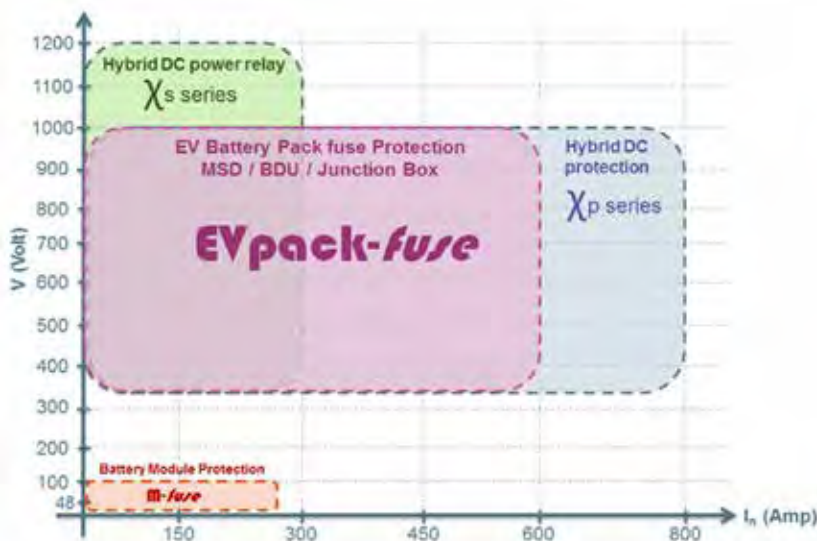 1200
1100
1000
900
800
700
600
500
400
300
200
100
48
V (Volt)
Hybrid DC power relay
χs series
EV Battery Pack fuse Protection
MSD / BDU / Junction Box
EVpack-fuse
Hybrid DC
protection
χp series
Battery Module Protection
m-fuse
150
300
450
600
800
Iₙ (Amp)